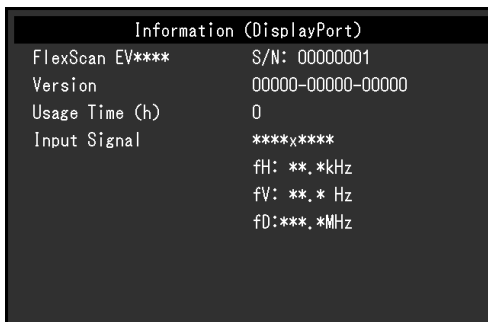 Information (DisplayPort)
FlexScan EV**** S/N: 00000001
Version 00000-00000-00000
Usage Time (h) 0
Input Signal ****x****
fH: **.*kHz
fV: **.* Hz
fD:***.*MHz